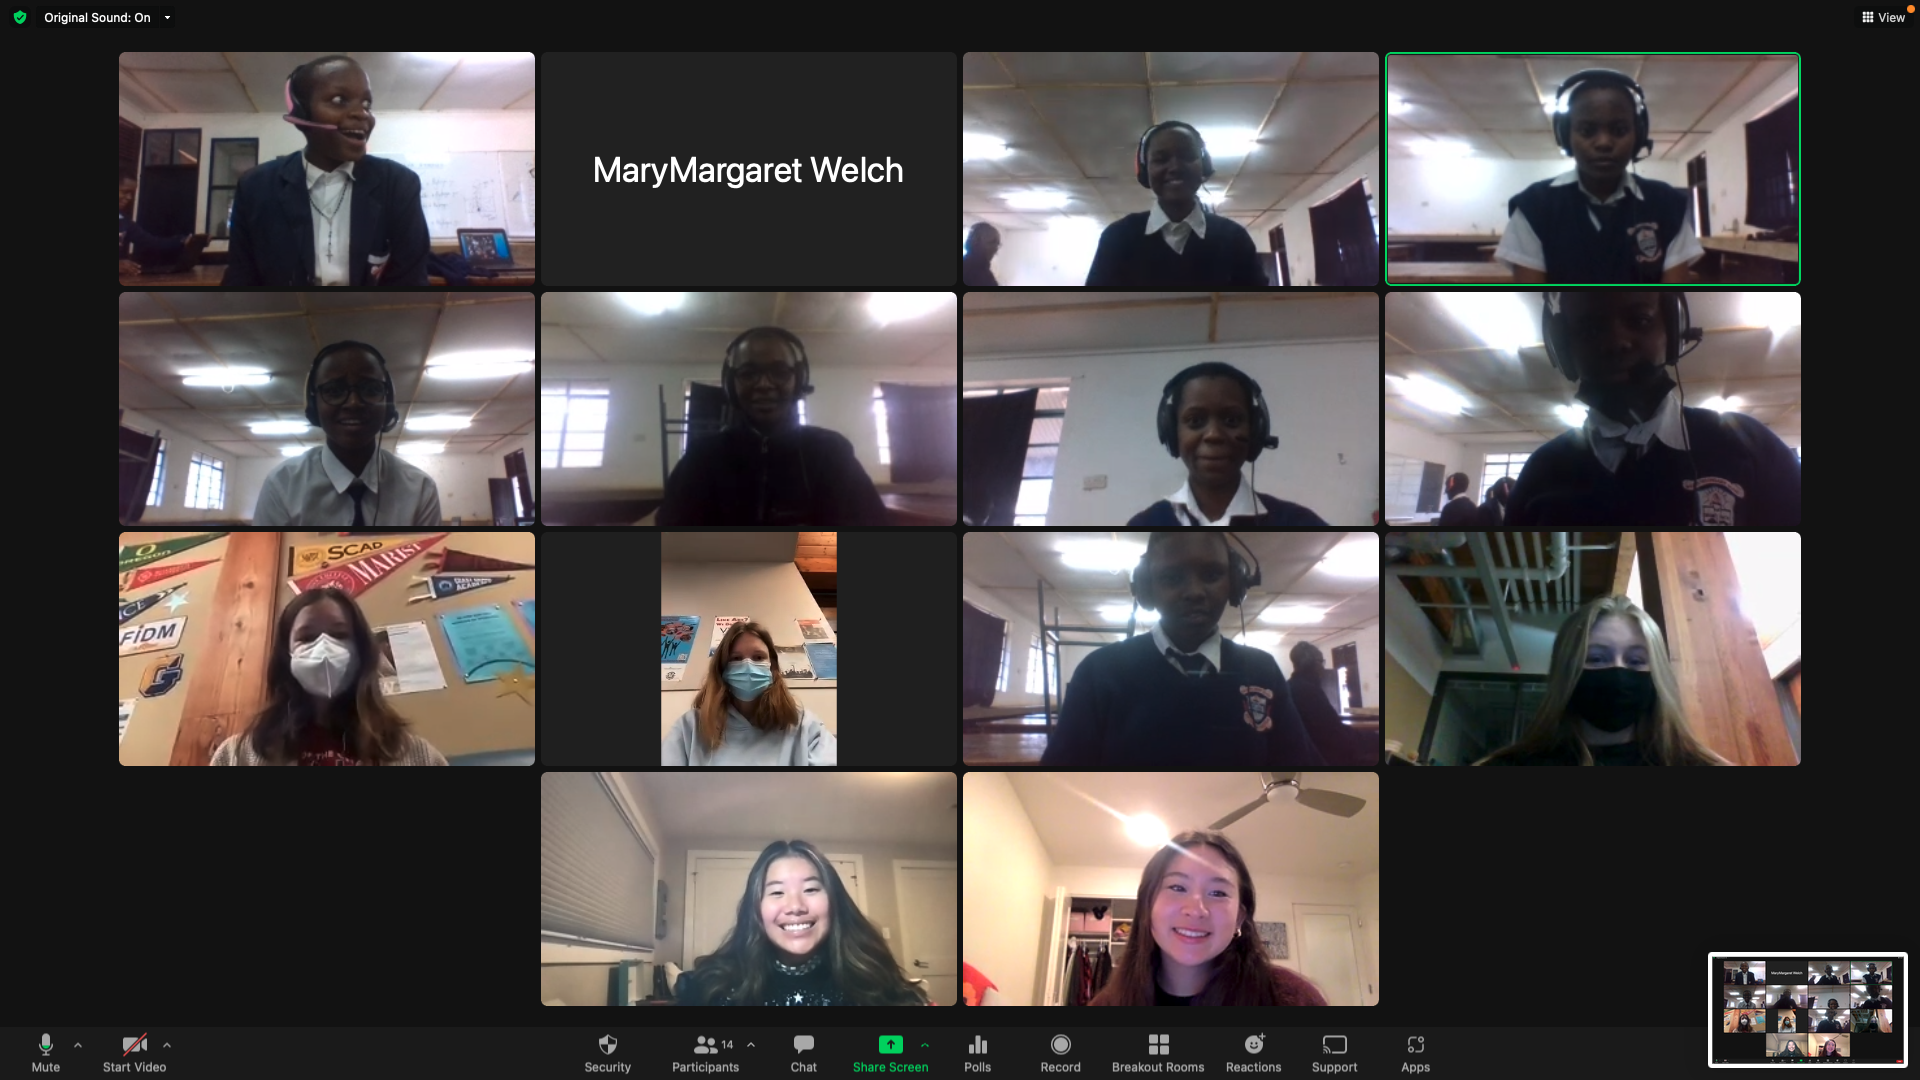 Original Sound: On
View
MaryMargaret Welch
OREGON
SCAD
MARIST
FIDM
G
Mute
Start Video
Security
Participants
14
Chat
Share Screen
Polls
Record
Breakout Rooms
Reactions
Support
Apps